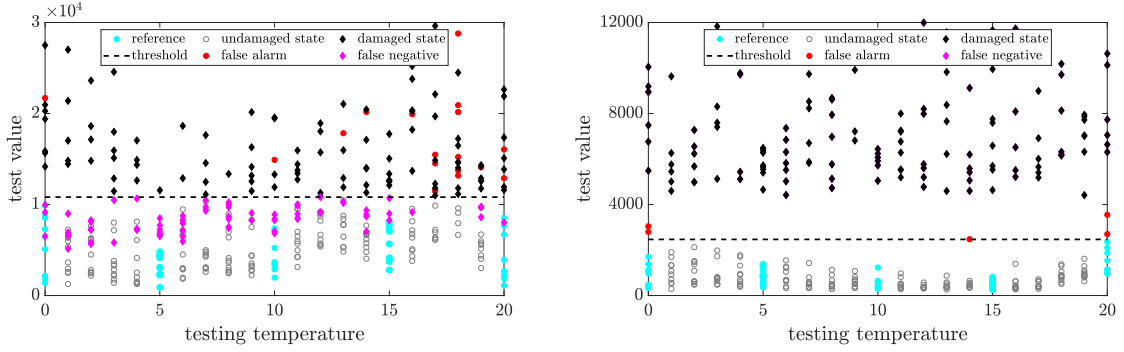 3 ×10⁴
reference undamaged state damaged state
threshold false alarm false negative
2
1
0
test value
0 5 10 15 20
testing temperature
12000
reference undamaged state damaged state
threshold false alarm false negative
8000
4000
0
test value
0 5 10 15 20
testing temperature